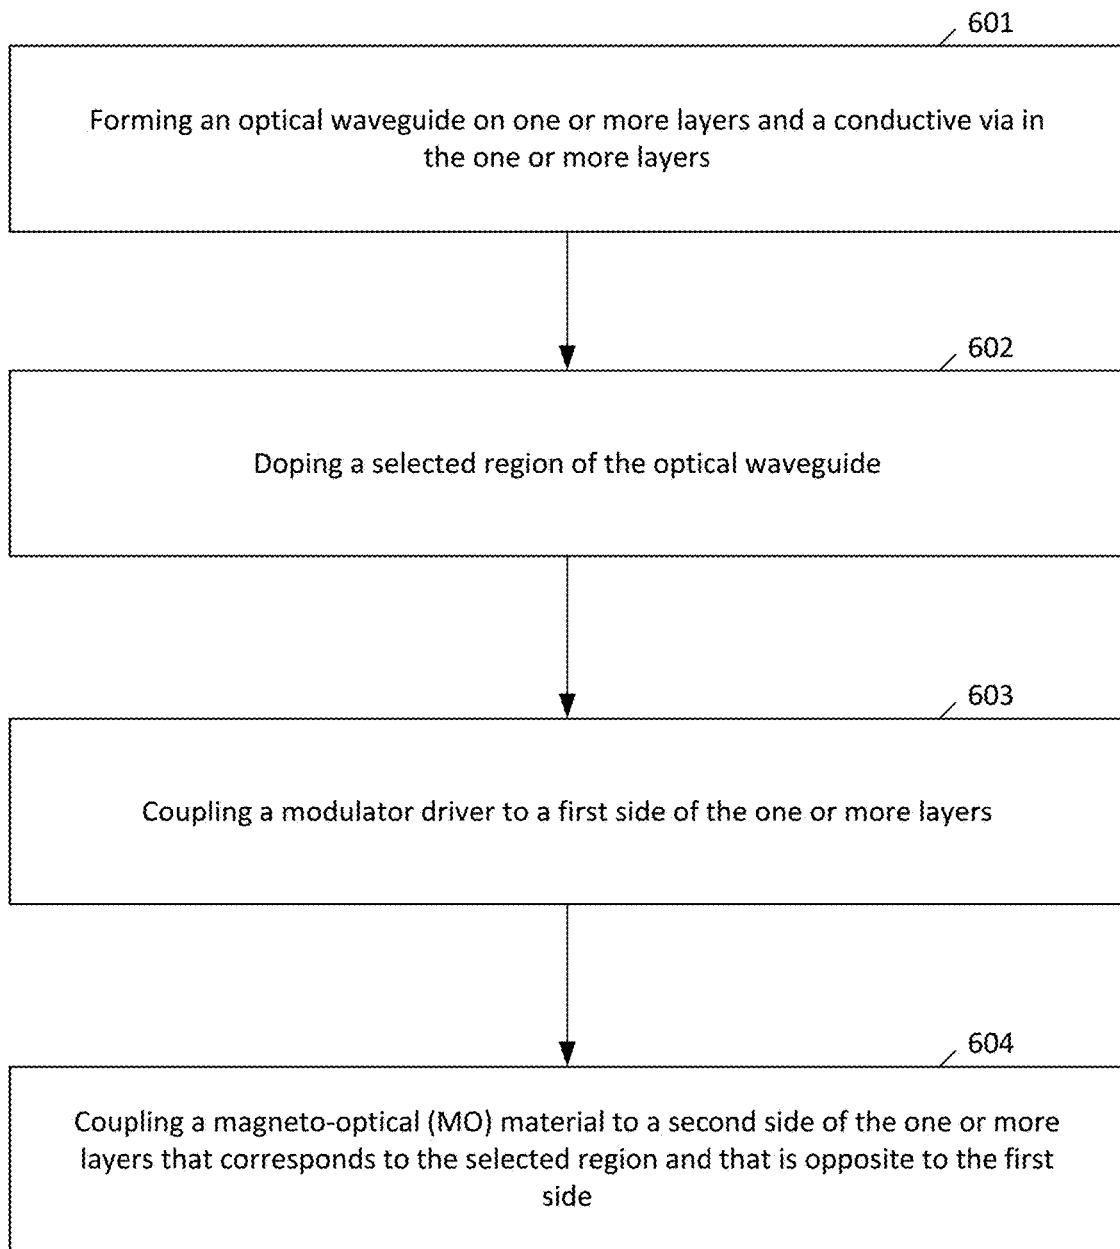 601
Forming an optical waveguide on one or more layers and a conductive via in
the one or more layers
602
Doping a selected region of the optical waveguide
603
Coupling a modulator driver to a first side of the one or more layers
604
Coupling a magneto-optical (MO) material to a second side of the one or more
layers that corresponds to the selected region and that is opposite to the first
side